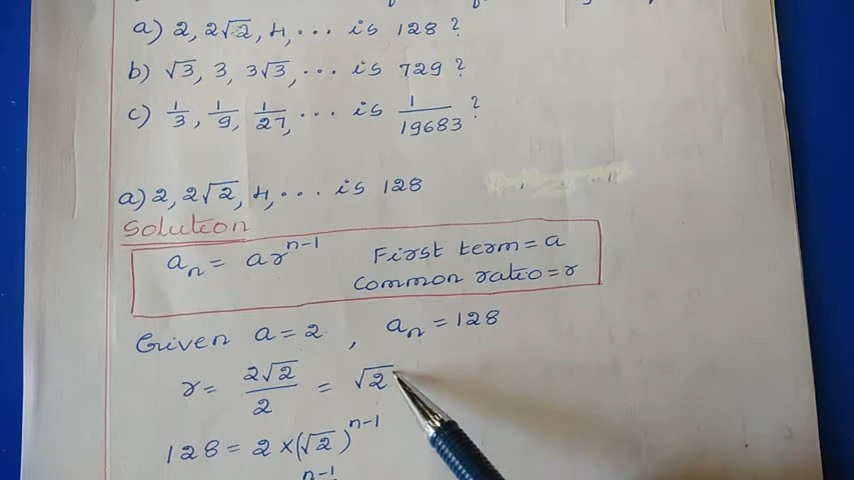 a) 2, 2√2, 4, ... is 128 ?
b) √3, 3, 3√3, ... is 729 ?
c) 1/3, 1/9, 1/27, ... is 1/19683 ?
a) 2, 2√2, 4, ... is 128
Solution
aₙ = arⁿ⁻¹ First term = a
Common ratio = r
Given a = 2 , aₙ = 128
r = 2√2/2 = √2
128 = 2 × (√2)ⁿ⁻¹
n-1